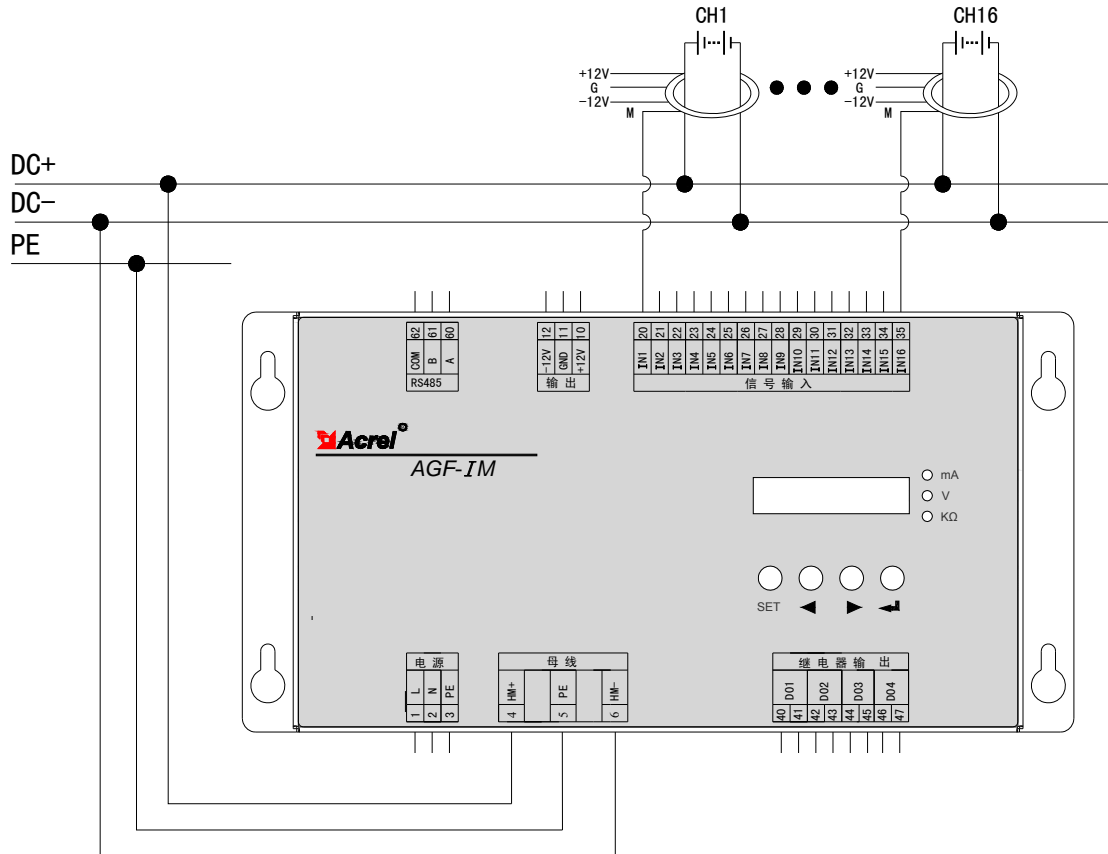 CH1
CH16
+12V
G
-12V
M
+12V
G
-12V
M
DC+
DC-
PE
62 61 60
COM B A
RS485
12 11 10
-12V GND +12V
输出
20 21 22 23 24 25 26 27 28 29 30 31 32 33 34 35
IN1 IN2 IN3 IN4 IN5 IN6 IN7 IN8 IN9 IN10 IN11 IN12 IN13 IN14 IN15 IN16
信号输入
Acrel®
AGF-IM
mA
V
KΩ
SET
电源
L N PE
1 2 3
母线
HM+ PE HM-
4 5 6
继电器输出
DO1 DO2 DO3 DO4
40 41 42 43 44 45 46 47